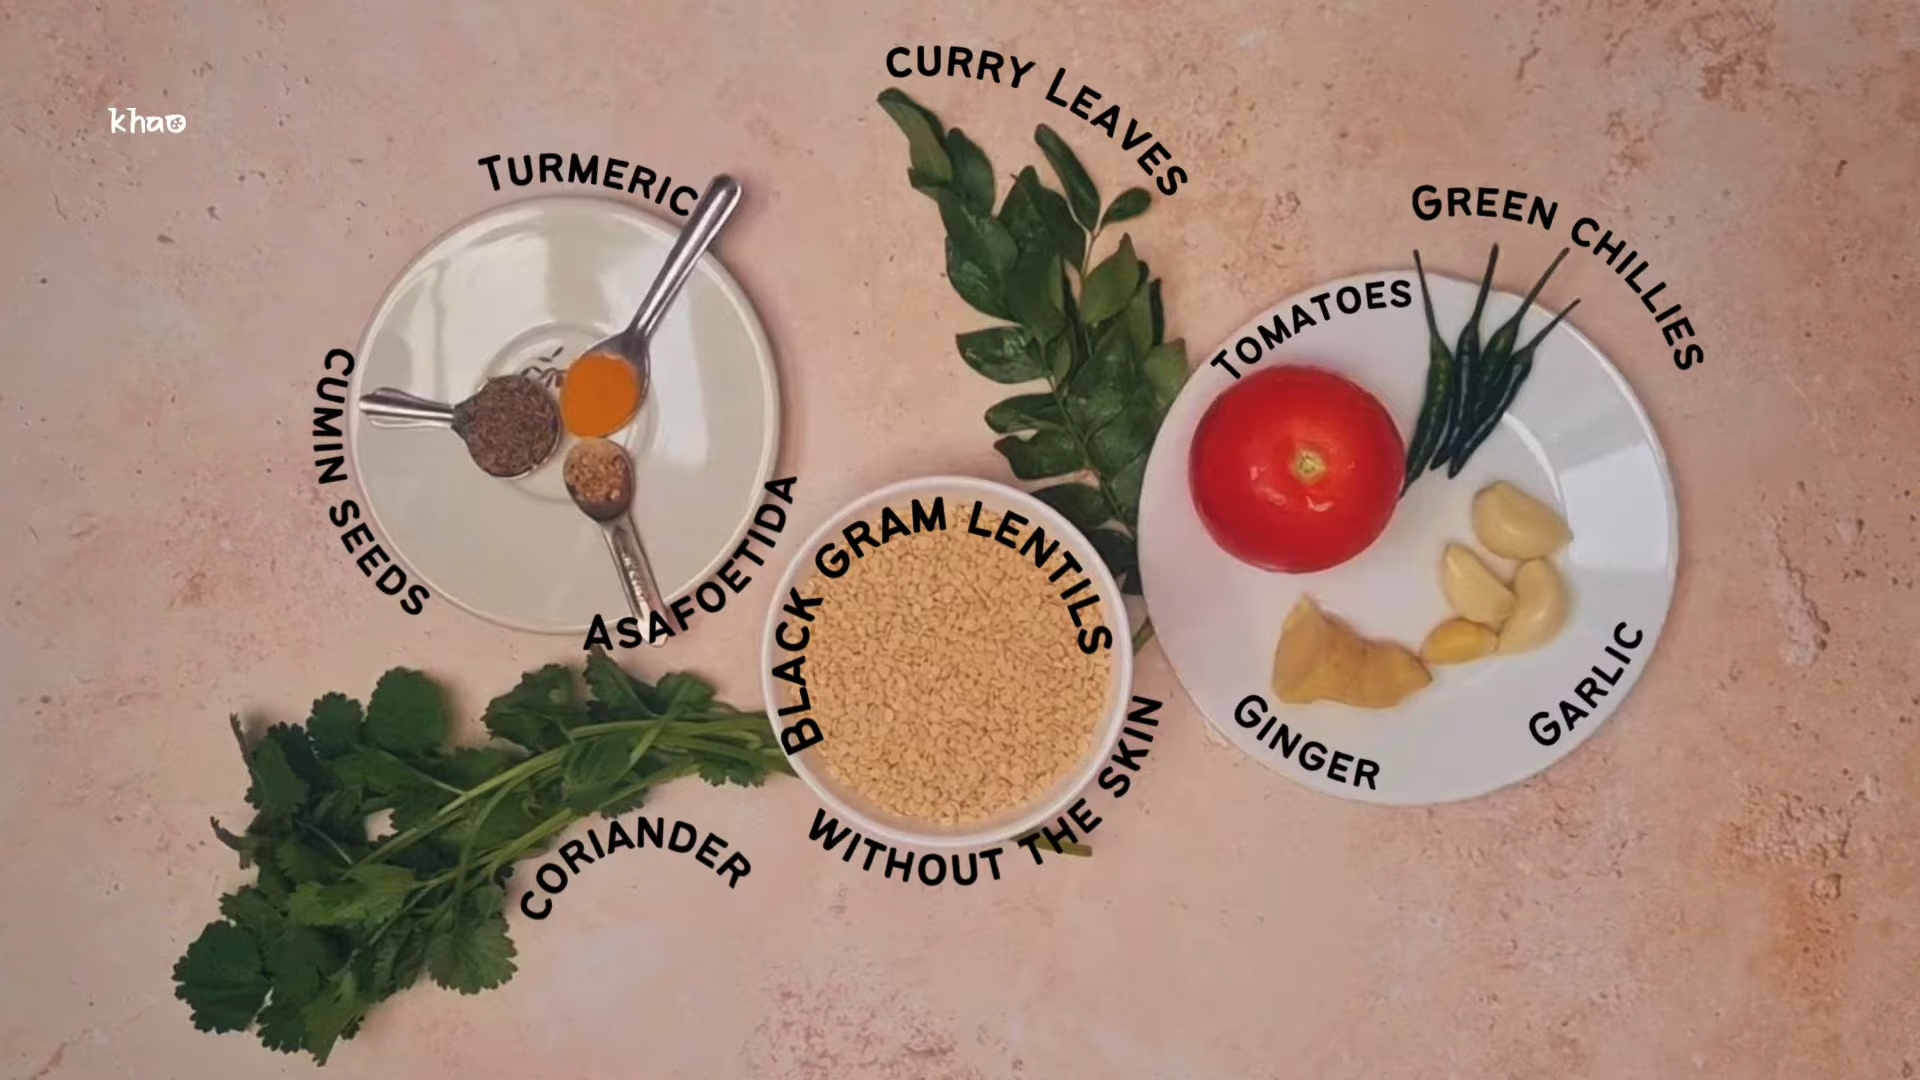 khao
TURMERIC
CUMIN SEEDS
ASAFOETIDA
CURRY LEAVES
GREEN CHILLIES
TOMATOES
BLACK GRAM LENTILS
WITHOUT THE SKIN
GINGER
GARLIC
CORIANDER